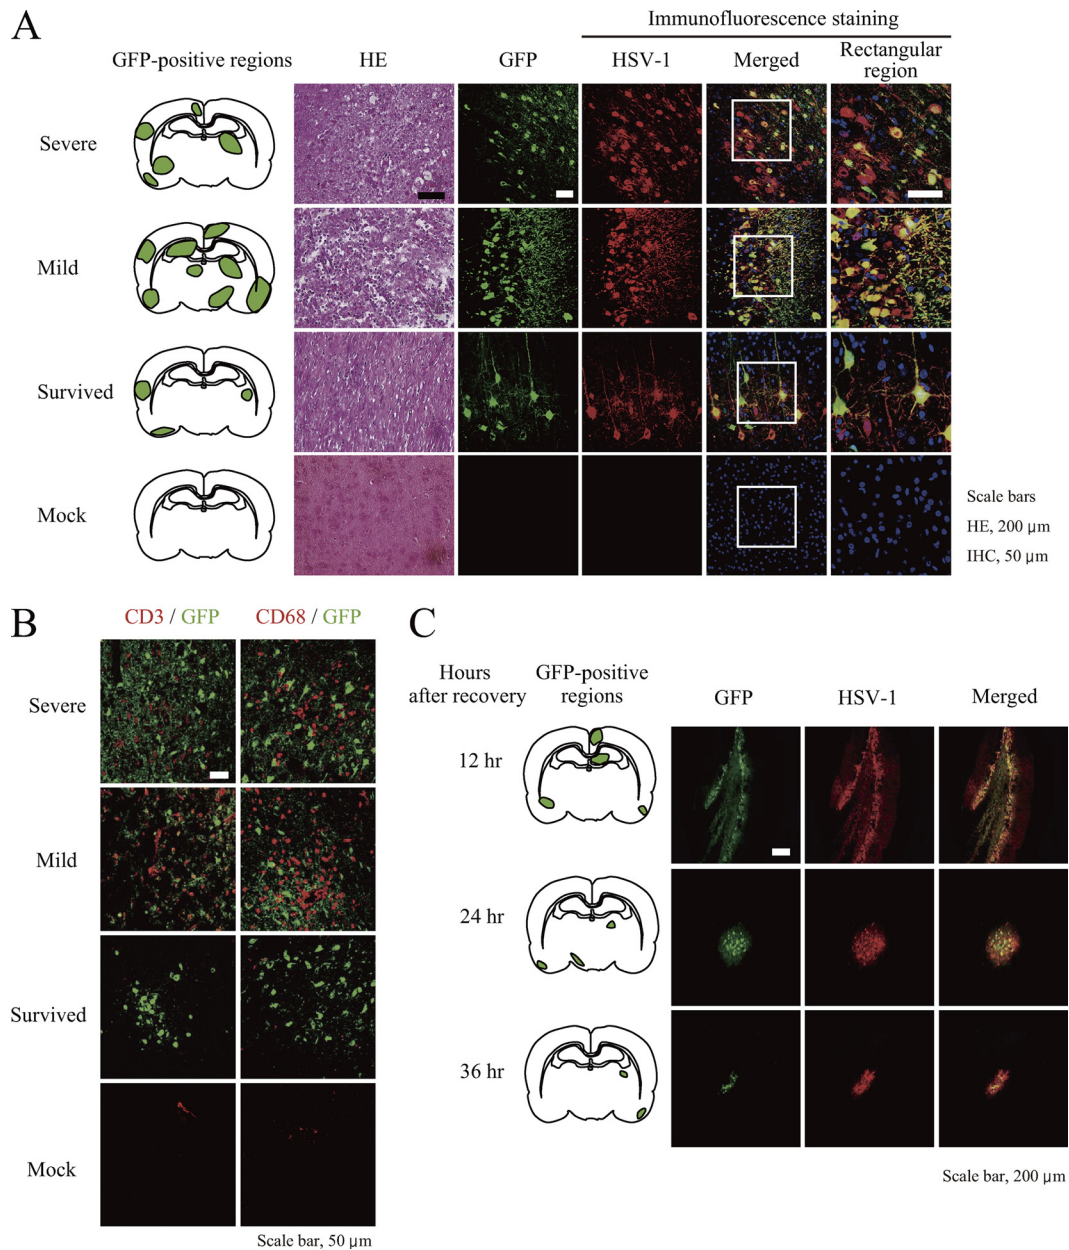 A
Immunofluorescence staining
GFP-positive regions
HE
GFP
HSV-1
Merged
Rectangular
region
Severe
Mild
Survived
Mock
Scale bars
HE, 200 µm
IHC, 50 µm
B
CD3 / GFP
CD68 / GFP
Severe
Mild
Survived
Mock
Scale bar, 50 µm
C
Hours
after recovery
GFP-positive
regions
GFP
HSV-1
Merged
12 hr
24 hr
36 hr
Scale bar, 200 µm